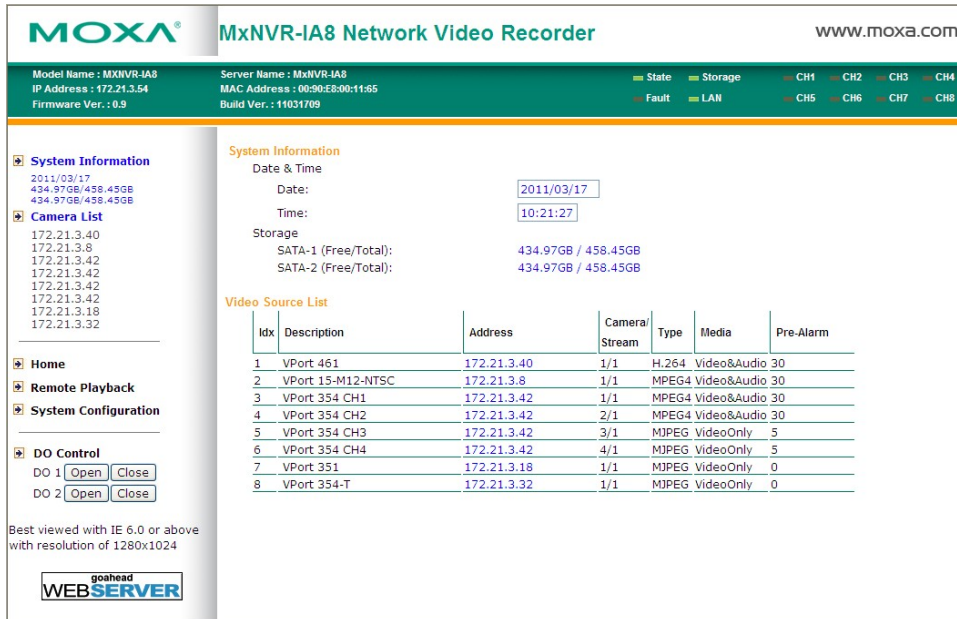 MOXA®
MxNVR-IA8 Network Video Recorder
www.moxa.com
Model Name : MXNVR-IA8
IP Address : 172.21.3.54
Firmware Ver. : 0.9
Server Name : MxNVR-IA8
MAC Address : 00:90:E8:00:11:65
Build Ver. : 11031709
State Storage CH1 CH2 CH3 CH4
Fault LAN CH5 CH6 CH7 CH8
System Information
2011/03/17
434.97GB/458.45GB
434.97GB/458.45GB
Camera List
172.21.3.40
172.21.3.8
172.21.3.42
172.21.3.42
172.21.3.42
172.21.3.42
172.21.3.18
172.21.3.32
Home
Remote Playback
System Configuration
DO Control
DO 1 Open Close
DO 2 Open Close
Best viewed with IE 6.0 or above
with resolution of 1280x1024
goahead
WEBSERVER
System Information
Date & Time
Date: 2011/03/17
Time: 10:21:27
Storage
SATA-1 (Free/Total): 434.97GB / 458.45GB
SATA-2 (Free/Total): 434.97GB / 458.45GB
Video Source List
Idx Description Address Camera/ Stream Type Media Pre-Alarm
1 VPort 461 172.21.3.40 1/1 H.264 Video&Audio 30
2 VPort 15-M12-NTSC 172.21.3.8 1/1 MPEG4 Video&Audio 30
3 VPort 354 CH1 172.21.3.42 1/1 MPEG4 Video&Audio 30
4 VPort 354 CH2 172.21.3.42 2/1 MPEG4 Video&Audio 30
5 VPort 354 CH3 172.21.3.42 3/1 MJPEG VideoOnly 5
6 VPort 354 CH4 172.21.3.42 4/1 MJPEG VideoOnly 5
7 VPort 351 172.21.3.18 1/1 MJPEG VideoOnly 0
8 VPort 354-T 172.21.3.32 1/1 MJPEG VideoOnly 0